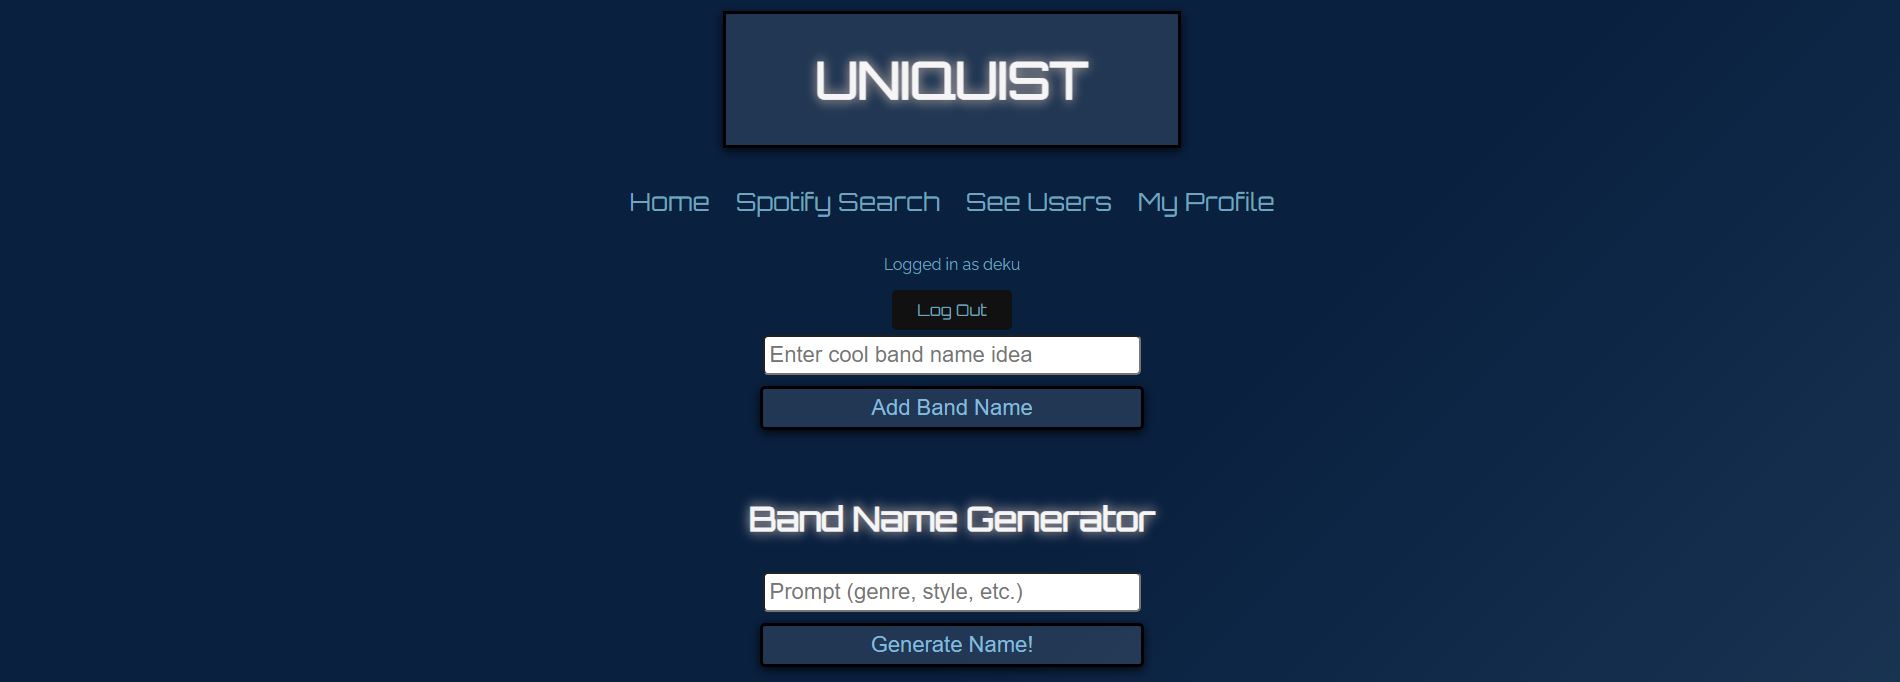 UNIQUIST
Home Spotify Search See Users My Profile
Logged in as deku
Log Out
Enter cool band name idea
Add Band Name
Band Name Generator
Prompt (genre, style, etc.)
Generate Name!